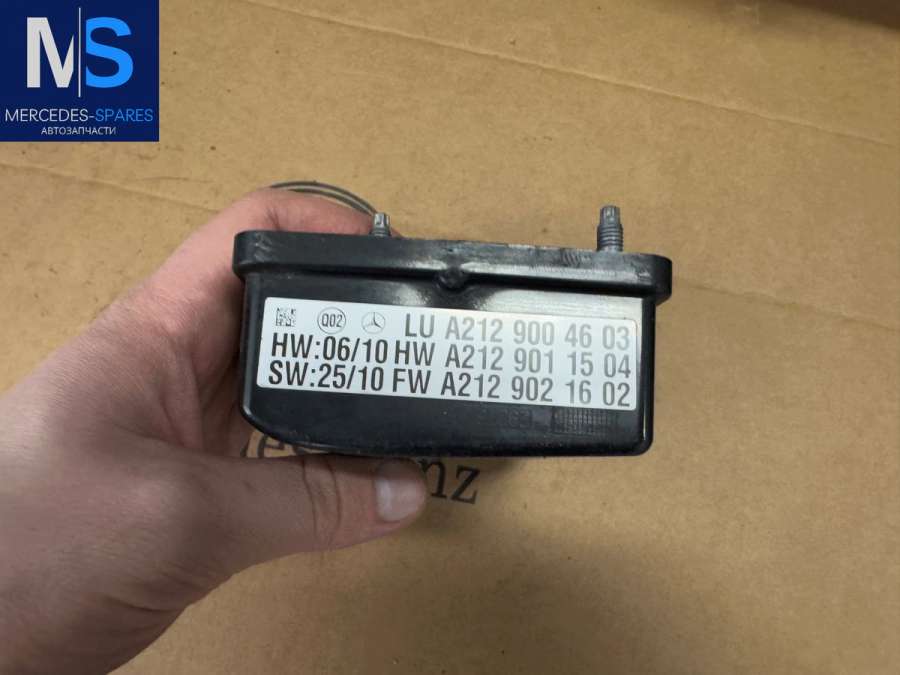 MS
MERCEDES-SPARES
АВТОЗАПЧАСТИ
Q02 LU A212 900 46 03
HW:06/10 HW A212 901 15 04
SW:25/10 FW A212 902 16 02
nz